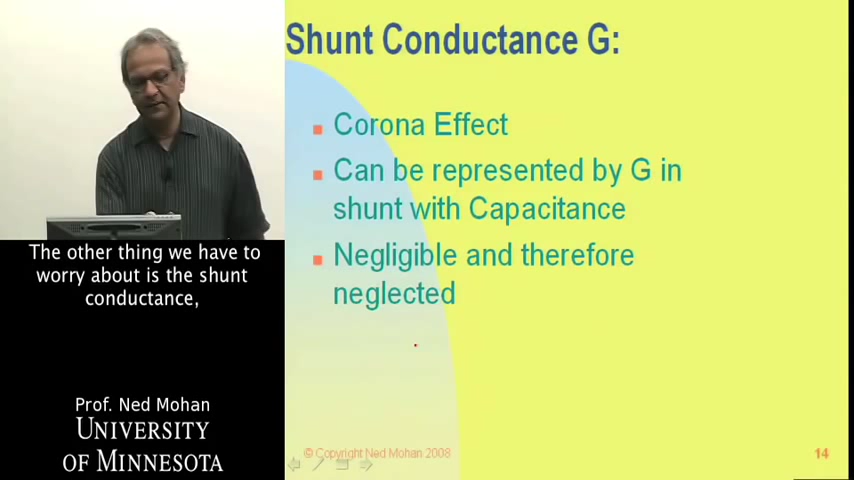 Shunt Conductance G:
Corona Effect
Can be represented by G in
shunt with Capacitance
Negligible and therefore
neglected
The other thing we have to
worry about is the shunt
conductance,
Prof. Ned Mohan
UNIVERSITY
OF MINNESOTA
© Copyright Ned Mohan 2008
14